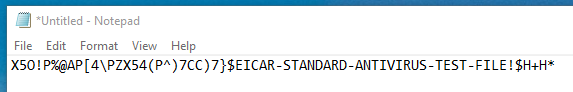 *Untitled - Notepad
File Edit Format View Help
X5O!P%@AP[4\PZX54(P^)7CC)7}$EICAR-STANDARD-ANTIVIRUS-TEST-FILE!$H+H*